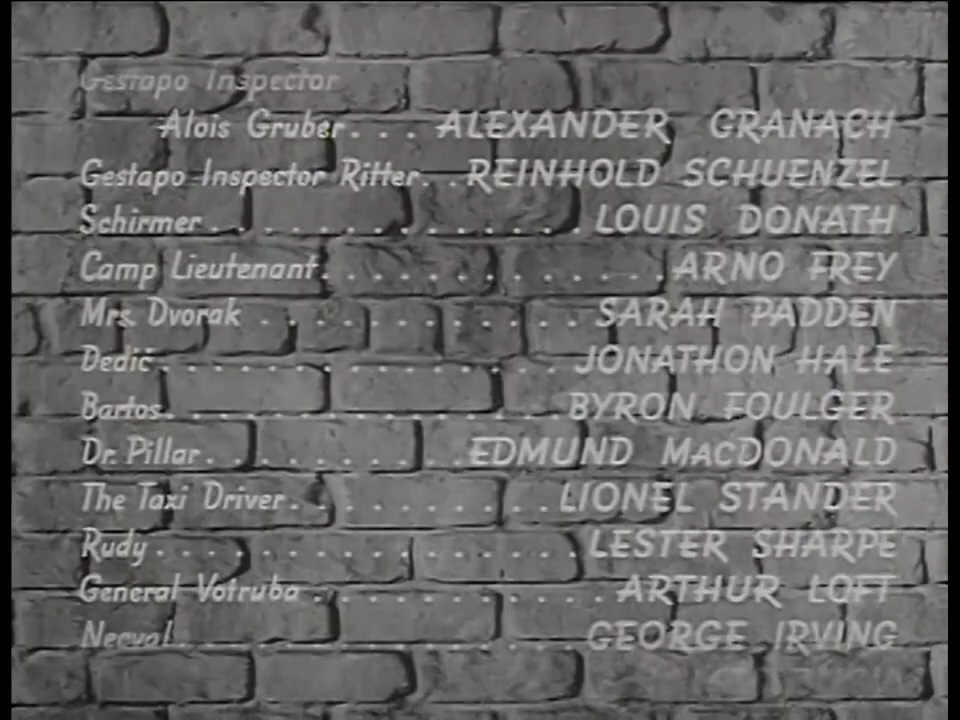 Gestapo Inspector
Alois Gruber. . . ALEXANDER GRANACH
Gestapo Inspector Ritter. . REINHOLD SCHUENZEL
Schirmer . . . . . . . . . . . . . . LOUIS DONATH
Camp Lieutenant. . . . . . . . . . . . . ARNO FREY
Mrs. Dvorak . . . . . . . . . . . . . SARAH PADDEN
Dedič . . . . . . . . . . . . . . . JONATHON HALE
Bartos. . . . . . . . . . . . . . . BYRON FOULGER
Dr. Pillar. . . . . . . . . EDMUND MACDONALD
The Taxi Driver. . . . . . . . . . LIONEL STANDER
Rudy . . . . . . . . . . . . . . . . LESTER SHARPE
General Votruba . . . . . . . . . . . ARTHUR LOFT
Nerval. . . . . . . . . . . . . . . GEORGE IRVING